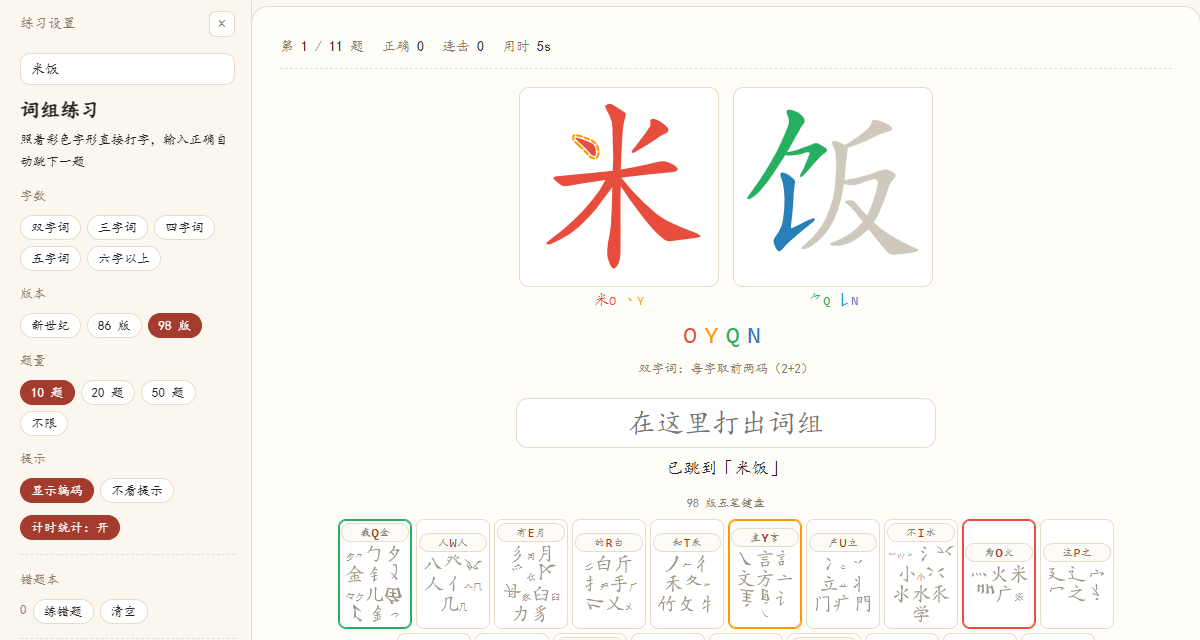 练习设置 ×
米饭
词组练习
照着彩色字形直接打字，输入正确自
动跳下一题
字数
双字词 三字词 四字词
五字词 六字以上
版本
新世纪 86 版 98 版
题量
10 题 20 题 50 题
不限
提示
显示编码 不看提示
计时统计：开
错题本
0 练错题 清空
第 1 / 11 题 正确 0 连击 0 用时 5s
米 饭
米O 丶Y ⺈Q 𠃊N
O Y Q N
双字词：每字取前两码（2+2）
在这里打出词组
已跳到「米饭」
98 版五笔键盘
我Q金 人W人 有E月 的R白 和T禾 主Y言 产U立 不I水 为O火 这P之